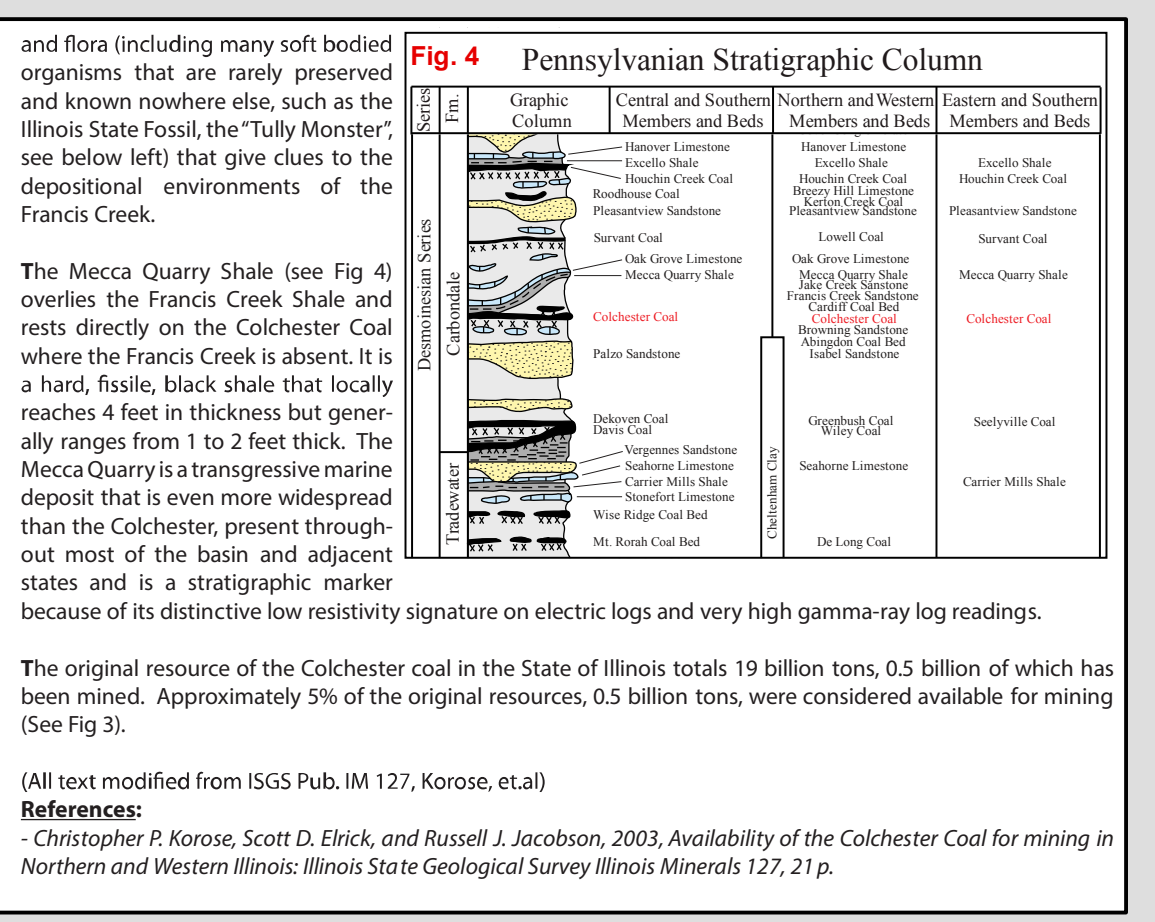 and flora (including many soft bodied
organisms that are rarely preserved
and known nowhere else, such as the
Illinois State Fossil, the “Tully Monster”,
see below left) that give clues to the
depositional environments of the
Francis Creek.
The Mecca Quarry Shale (see Fig 4)
overlies the Francis Creek Shale and
rests directly on the Colchester Coal
where the Francis Creek is absent. It is
a hard, fissile, black shale that locally
reaches 4 feet in thickness but gener-
ally ranges from 1 to 2 feet thick. The
Mecca Quarry is a transgressive marine
deposit that is even more widespread
than the Colchester, present through-
out most of the basin and adjacent
states and is a stratigraphic marker
because of its distinctive low resistivity signature on electric logs and very high gamma-ray log readings.
Fig. 4 Pennsylvanian Stratigraphic Column
Series
Fm.
Graphic
Column
Central and Southern
Members and Beds
Northern and Western
Members and Beds
Eastern and Southern
Members and Beds
Desmoinesian Series
Carbondale
Tradewater
Hanover Limestone
Excello Shale
Houchin Creek Coal
Roodhouse Coal
Pleasantview Sandstone
Survant Coal
Oak Grove Limestone
Mecca Quarry Shale
Colchester Coal
Palzo Sandstone
Dekoven Coal
Davis Coal
Vergennes Sandstone
Seahorne Limestone
Carrier Mills Shale
Stonefort Limestone
Wise Ridge Coal Bed
Mt. Rorah Coal Bed
Cheltenham Clay
Hanover Limestone
Excello Shale
Houchin Creek Coal
Breezy Hill Limestone
Kerton Creek Coal
Pleasantview Sandstone
Lowell Coal
Oak Grove Limestone
Mecca Quarry Shale
Jake Creek Sanstone
Francis Creek Sandstone
Cardiff Coal Bed
Colchester Coal
Browning Sandstone
Abingdon Coal Bed
Isabel Sandstone
Greenbush Coal
Wiley Coal
Seahorne Limestone
De Long Coal
Excello Shale
Houchin Creek Coal
Pleasantview Sandstone
Survant Coal
Mecca Quarry Shale
Colchester Coal
Seelyville Coal
Carrier Mills Shale
The original resource of the Colchester coal in the State of Illinois totals 19 billion tons, 0.5 billion of which has
been mined. Approximately 5% of the original resources, 0.5 billion tons, were considered available for mining
(See Fig 3).
(All text modified from ISGS Pub. IM 127, Korose, et.al)
References:
- Christopher P. Korose, Scott D. Elrick, and Russell J. Jacobson, 2003, Availability of the Colchester Coal for mining in
Northern and Western Illinois: Illinois State Geological Survey Illinois Minerals 127, 21 p.